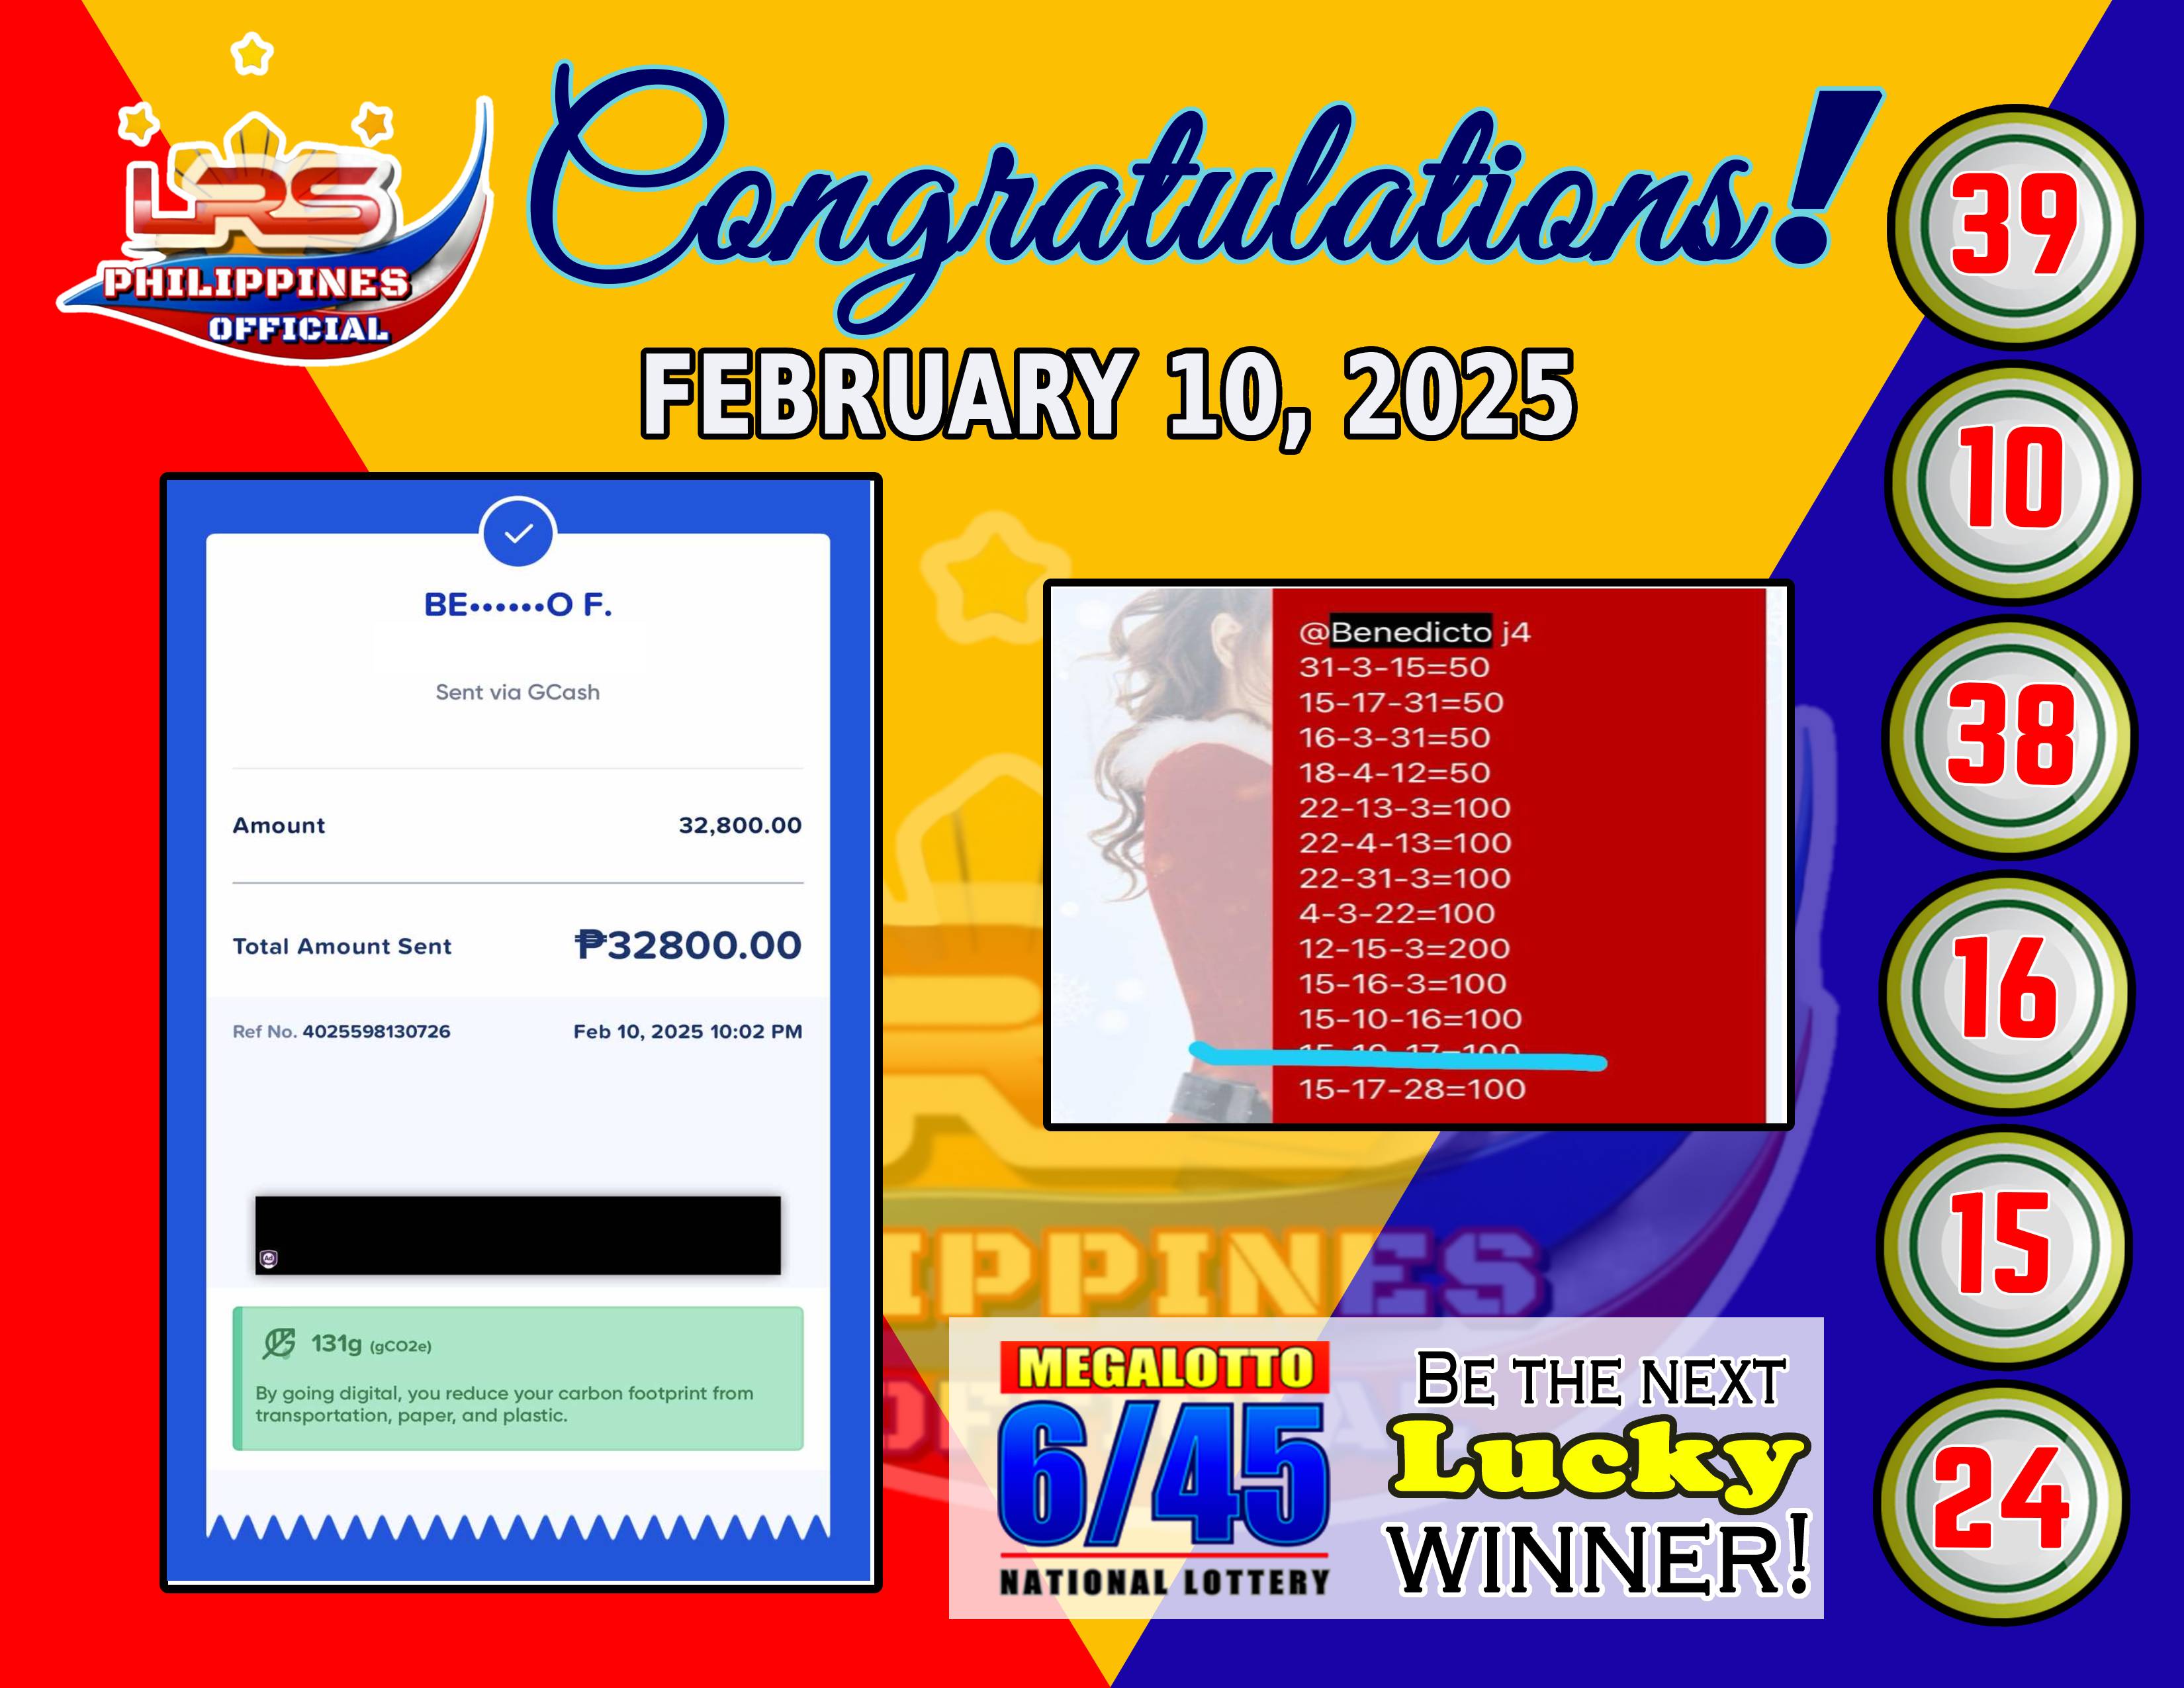 LRS
PHILIPPINES
OFFICIAL
Congratulations!
FEBRUARY 10, 2025
BE••••••O F.
Sent via GCash
Amount 32,800.00
Total Amount Sent ₱32800.00
Ref No. 4025598130726 Feb 10, 2025 10:02 PM
Ad
131g (gCO2e)
By going digital, you reduce your carbon footprint from
transportation, paper, and plastic.
@Benedicto j4
31-3-15=50
15-17-31=50
16-3-31=50
18-4-12=50
22-13-3=100
22-4-13=100
22-31-3=100
4-3-22=100
12-15-3=200
15-16-3=100
15-10-16=100
15-17-28=100
MEGALOTTO
6/45
NATIONAL LOTTERY
BE THE NEXT
Lucky
WINNER!
39
10
38
16
15
24